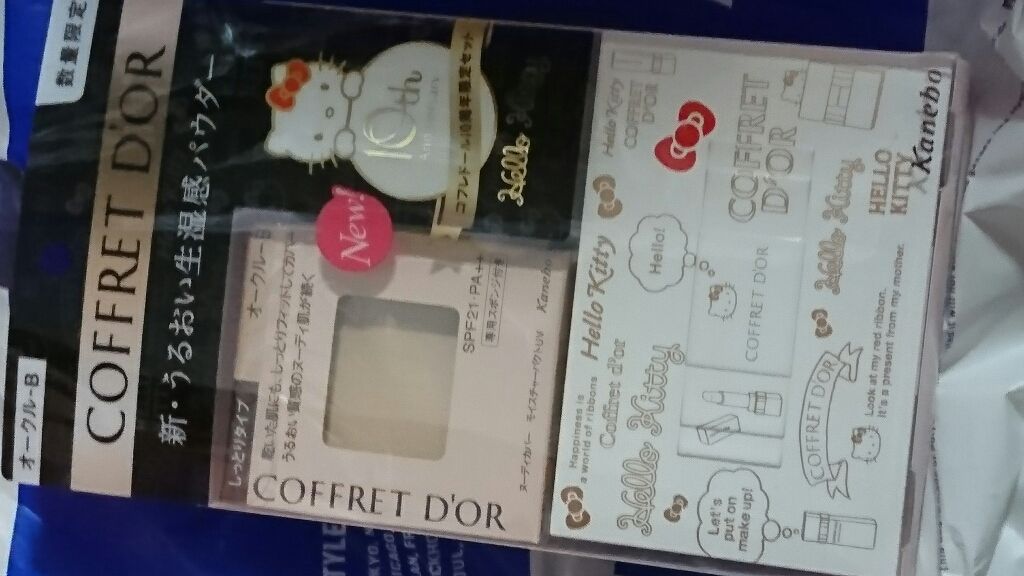 数量限定
オークル-B
COFFRET D'OR
新・うるおい生湿感パウダー
10th
コフレドール10周年限定セット
Hello Kitty
New!
オークル-B
しっとりタイプ
乾いた肌にも、しっとりフィットしてカバー
うるおい質感のヌーディ肌が続く
SPF21・PA++
専用スポンジ付き
COFFRET D'OR
ヌーディカバー モイスチャーパクトUV
Kanebo
Hello Kitty
COFFRET
D'OR
COFFRET
D'OR
Hello!
Hello Kitty
HELLO
KITTY
Kanebo
Hello Kitty
COFFRET D'OR
Happiness is
a world of ribbons
Coffret d'or
Hello Kitty
COFFRET D'OR
Look at my red ribbon.
It's a present from my mother.
Let's
put on
make up!